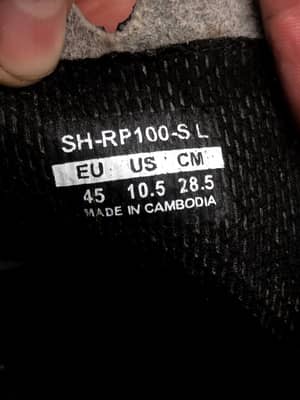 SH-RP100-S L
EU US CM
45 10.5 28.5
MADE IN CAMBODIA